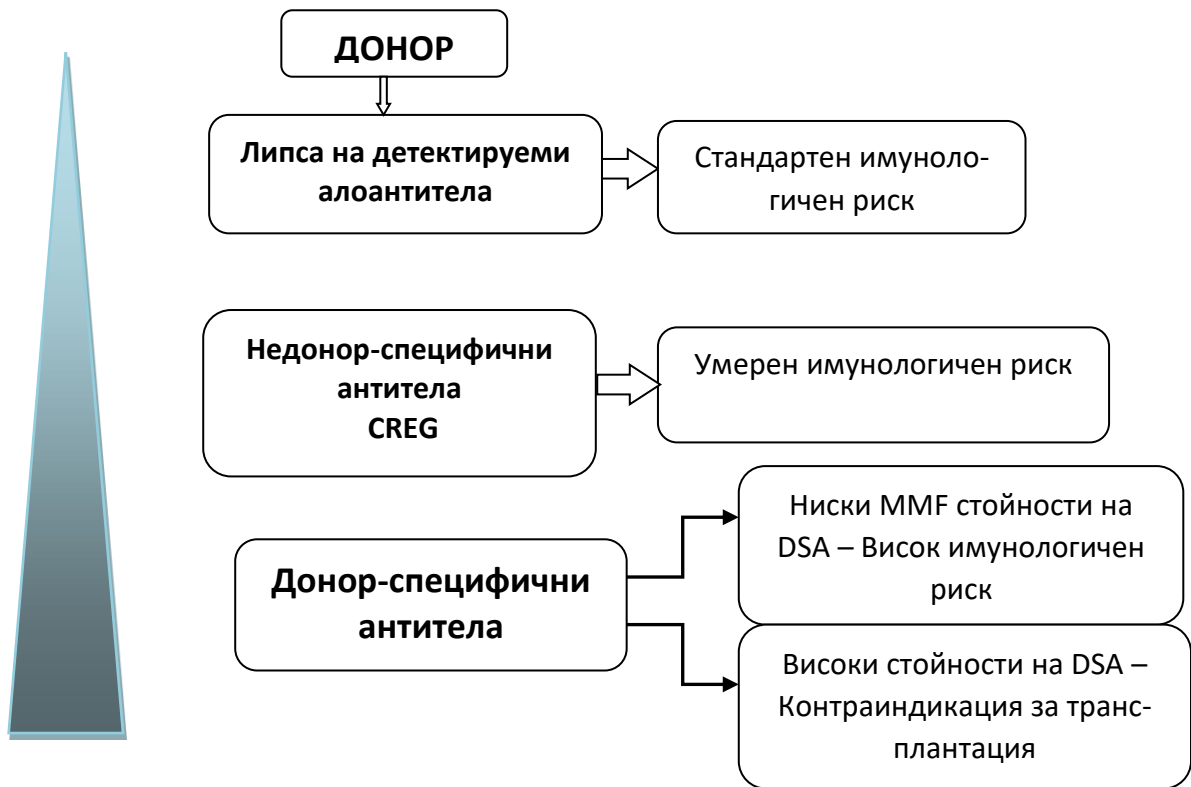 ДОНОР
Липса на детектируеми
алоантитела
Стандартен имуноло-
гичен риск
Недонор-специфични
антитела
CREG
Умерен имунологичен риск
Донор-специфични
антитела
Ниски MMF стойности на
DSA – Висок имунологичен
риск
Високи стойности на DSA –
Контраиндикация за транс-
плантация